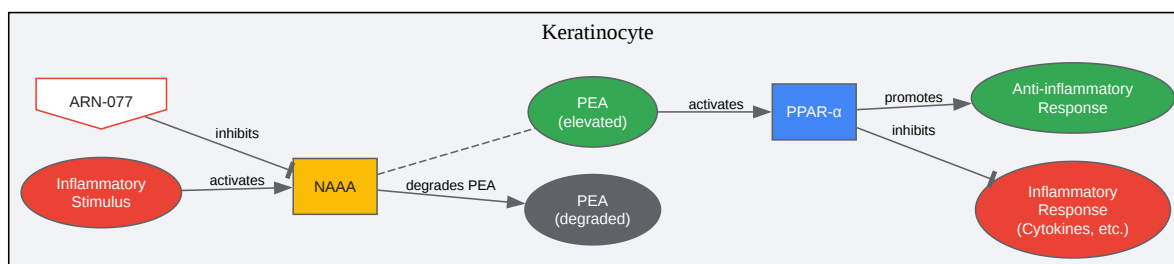 Keratinocyte
ARN-077
inhibits
Inflammatory
Stimulus
activates
NAAA
degrades PEA
PEA
(elevated)
PEA
(degraded)
activates
PPAR-α
promotes
inhibits
Anti-inflammatory
Response
Inflammatory
Response
(Cytokines, etc.)